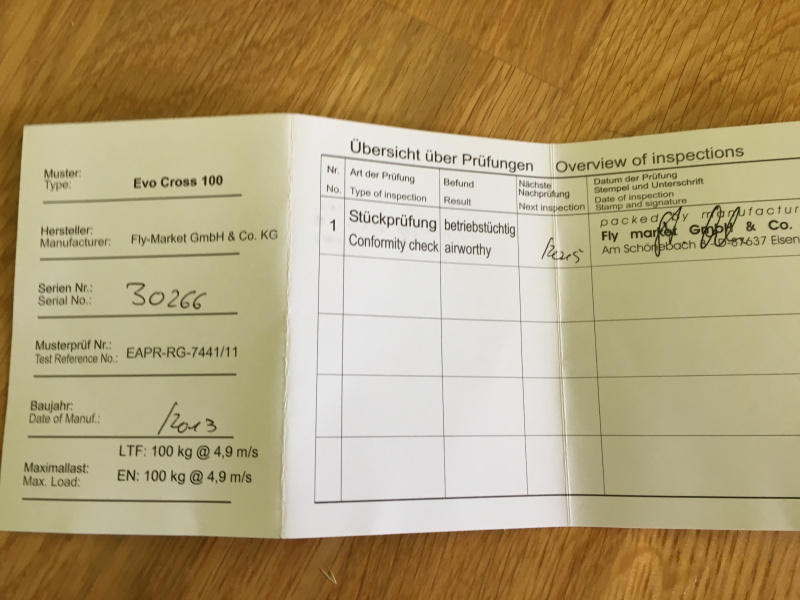 Muster:
Type: Evo Cross 100
Hersteller:
Manufacturer: Fly-Market GmbH & Co. KG
Serien Nr.:
Serial No.: 30266
Musterprüf Nr.:
Test Reference No.: EAPR-RG-7441/11
Baujahr:
Date of Manuf.: /2013
LTF: 100 kg @ 4,9 m/s
Maximallast:
Max. Load: EN: 100 kg @ 4,9 m/s
Übersicht über Prüfungen Overview of inspections
Nr. Art der Prüfung Befund Nächste Nachprüfung Datum der Prüfung
Stempel und Unterschrift
No. Type of inspection Result Next inspection Date of inspection
Stamp and signature
1 Stückprüfung betriebstüchtig
Conformity check airworthy /2015
packed by manufactur
Fly market GmbH & Co.
Am Schönebach D-87637 Eisen